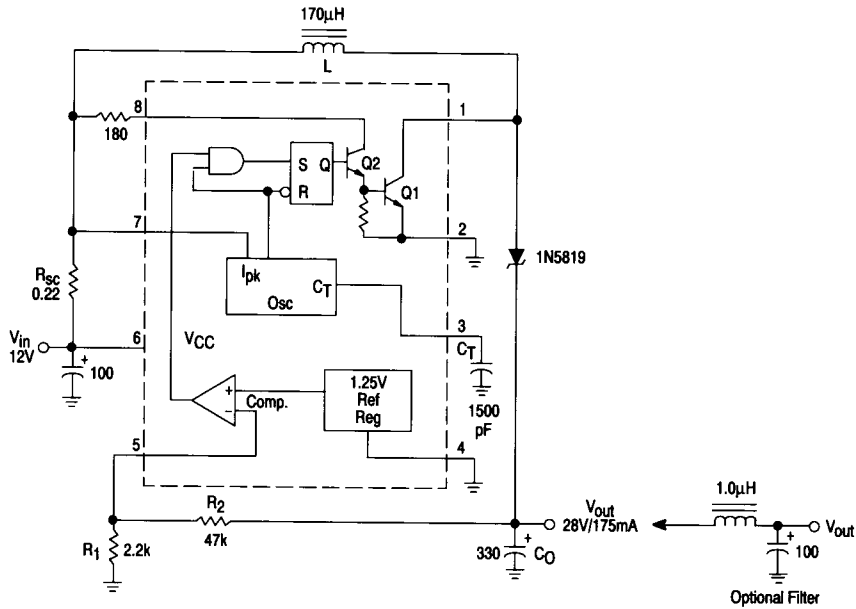 170µH
L
8
180
1
S Q
R
Q2
Q1
7
2
Ipk
CT
Osc
1N5819
Rsc
0.22
Vin
12V
6
VCC
3
CT
100
+
1500
pF
+
−
Comp.
1.25V
Ref
Reg
5
4
R2
47k
R1
2.2k
Vout
28V/175mA
330
+
CO
1.0µH
Vout
+
100
Optional Filter